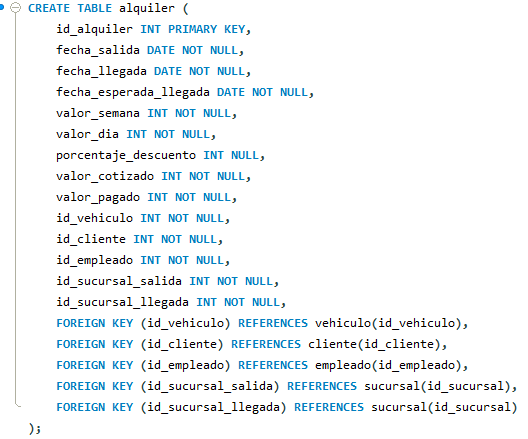 CREATE TABLE alquiler (
id_alquiler INT PRIMARY KEY,
fecha_salida DATE NOT NULL,
fecha_llegada DATE NOT NULL,
fecha_esperada_llegada DATE NOT NULL,
valor_semana INT NOT NULL,
valor_dia INT NOT NULL,
porcentaje_descuento INT NULL,
valor_cotizado INT NOT NULL,
valor_pagado INT NOT NULL,
id_vehiculo INT NOT NULL,
id_cliente INT NOT NULL,
id_empleado INT NOT NULL,
id_sucursal_salida INT NOT NULL,
id_sucursal_llegada INT NOT NULL,
FOREIGN KEY (id_vehiculo) REFERENCES vehiculo(id_vehiculo),
FOREIGN KEY (id_cliente) REFERENCES cliente(id_cliente),
FOREIGN KEY (id_empleado) REFERENCES empleado(id_empleado),
FOREIGN KEY (id_sucursal_salida) REFERENCES sucursal(id_sucursal),
FOREIGN KEY (id_sucursal_llegada) REFERENCES sucursal(id_sucursal)
);